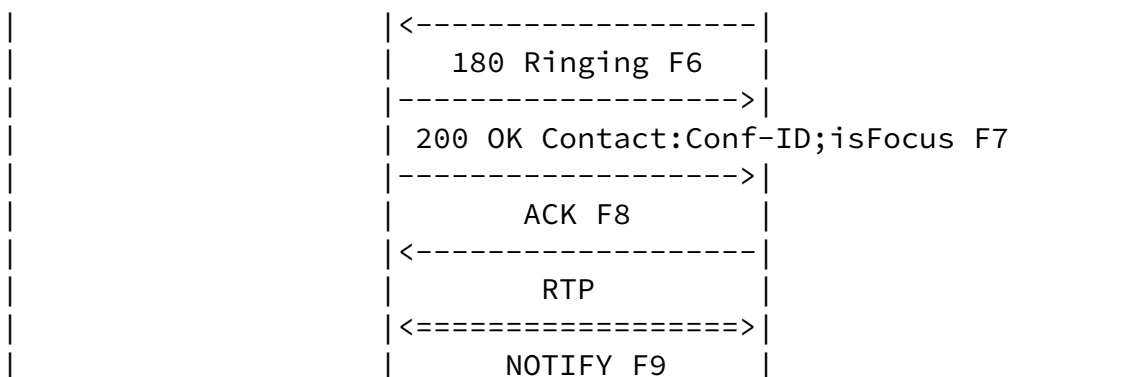 |                    |<-------------------|
|                    |   180 Ringing F6   |
|                    |------------------->|
|                    | 200 OK Contact:Conf-ID;isFocus F7
|                    |------------------->|
|                    |       ACK F8       |
|                    |<-------------------|
|                    |        RTP         |
|                    |<==================>|
|                    |      NOTIFY F9     |